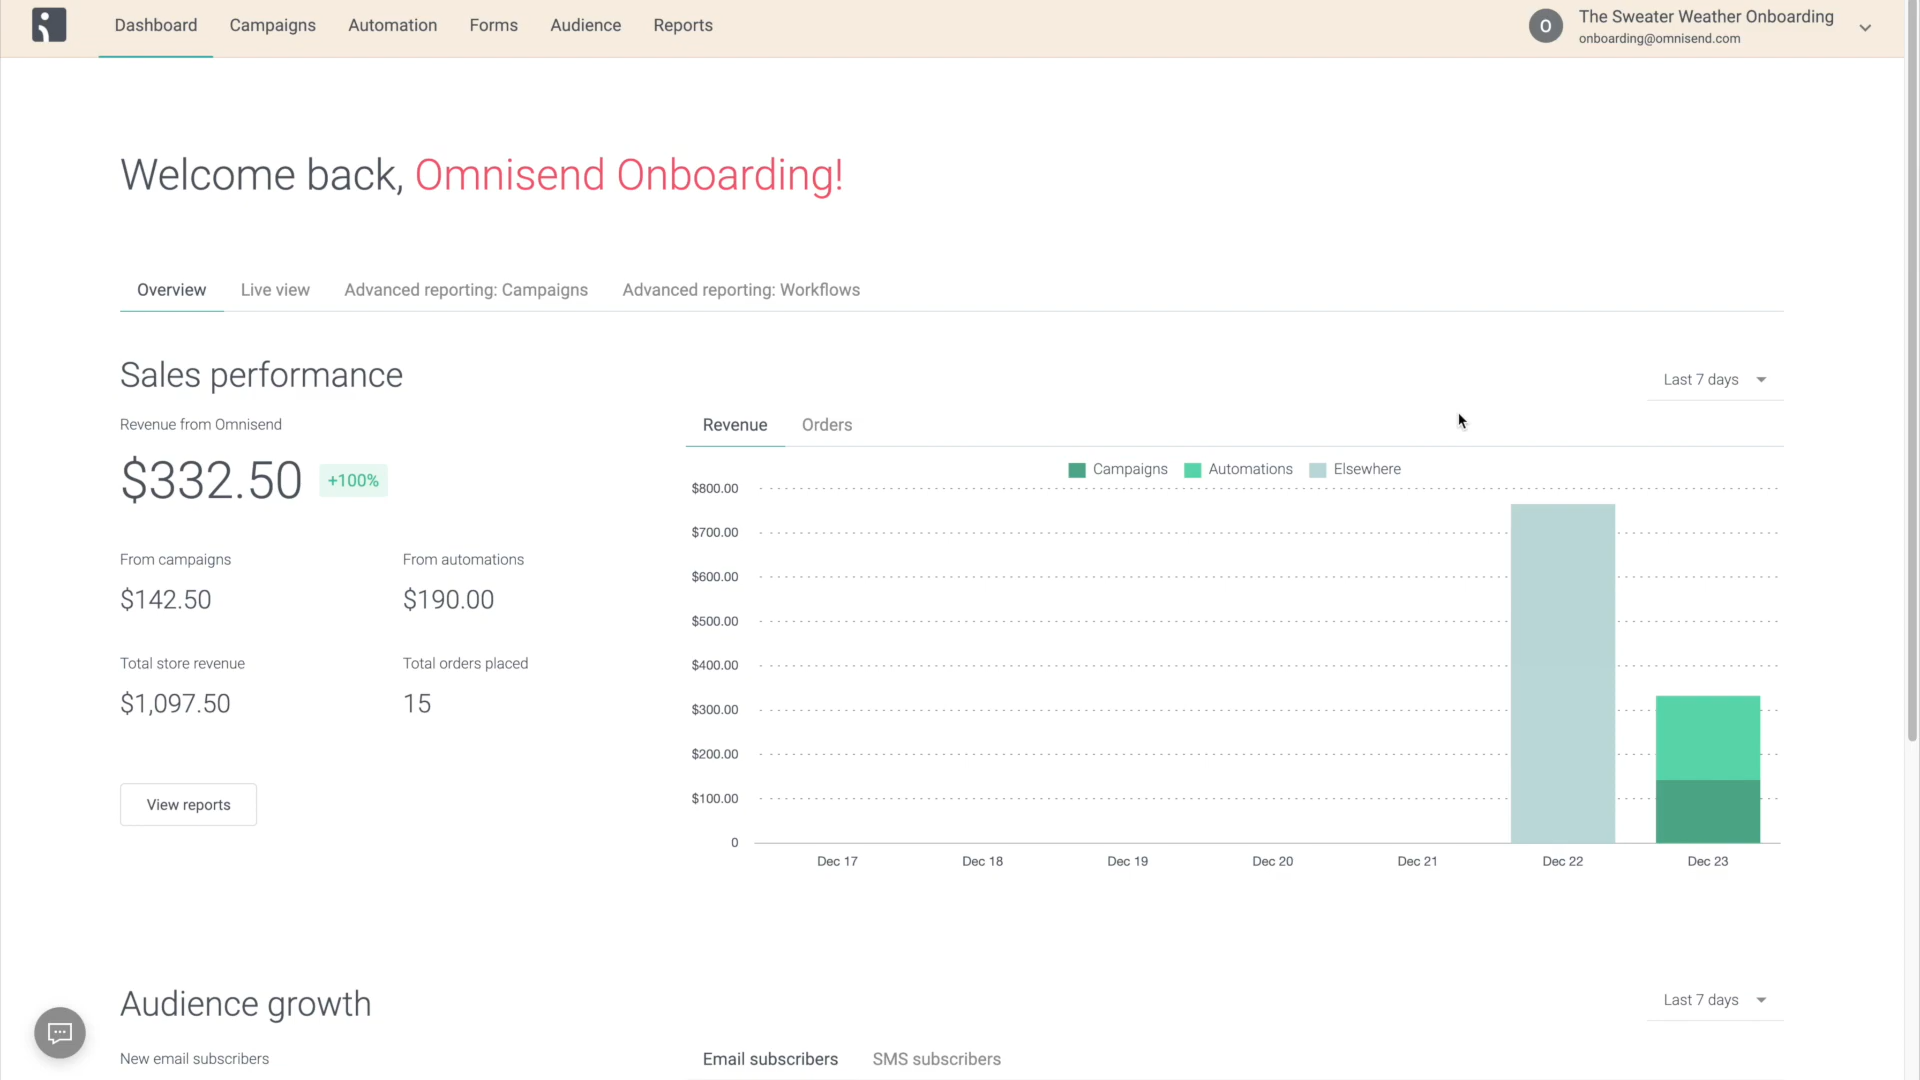 Dashboard Campaigns Automation Forms Audience Reports
O The Sweater Weather Onboarding
onboarding@omnisend.com
Welcome back, Omnisend Onboarding!
Overview Live view Advanced reporting: Campaigns Advanced reporting: Workflows
Sales performance
Last 7 days
Revenue from Omnisend
$332.50 +100%
From campaigns From automations
$142.50 $190.00
Total store revenue Total orders placed
$1,097.50 15
View reports
Revenue Orders
Campaigns Automations Elsewhere
$800.00
$700.00
$600.00
$500.00
$400.00
$300.00
$200.00
$100.00
0
Dec 17 Dec 18 Dec 19 Dec 20 Dec 21 Dec 22 Dec 23
Audience growth
Last 7 days
New email subscribers
Email subscribers SMS subscribers